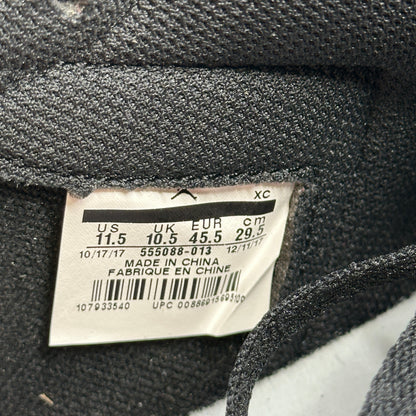 XC
US UK EUR cm
11.5 10.5 45.5 29.5
10/17/17 555088-013 12/11/17
MADE IN CHINA
FABRIQUE EN CHINE
107933540 UPC